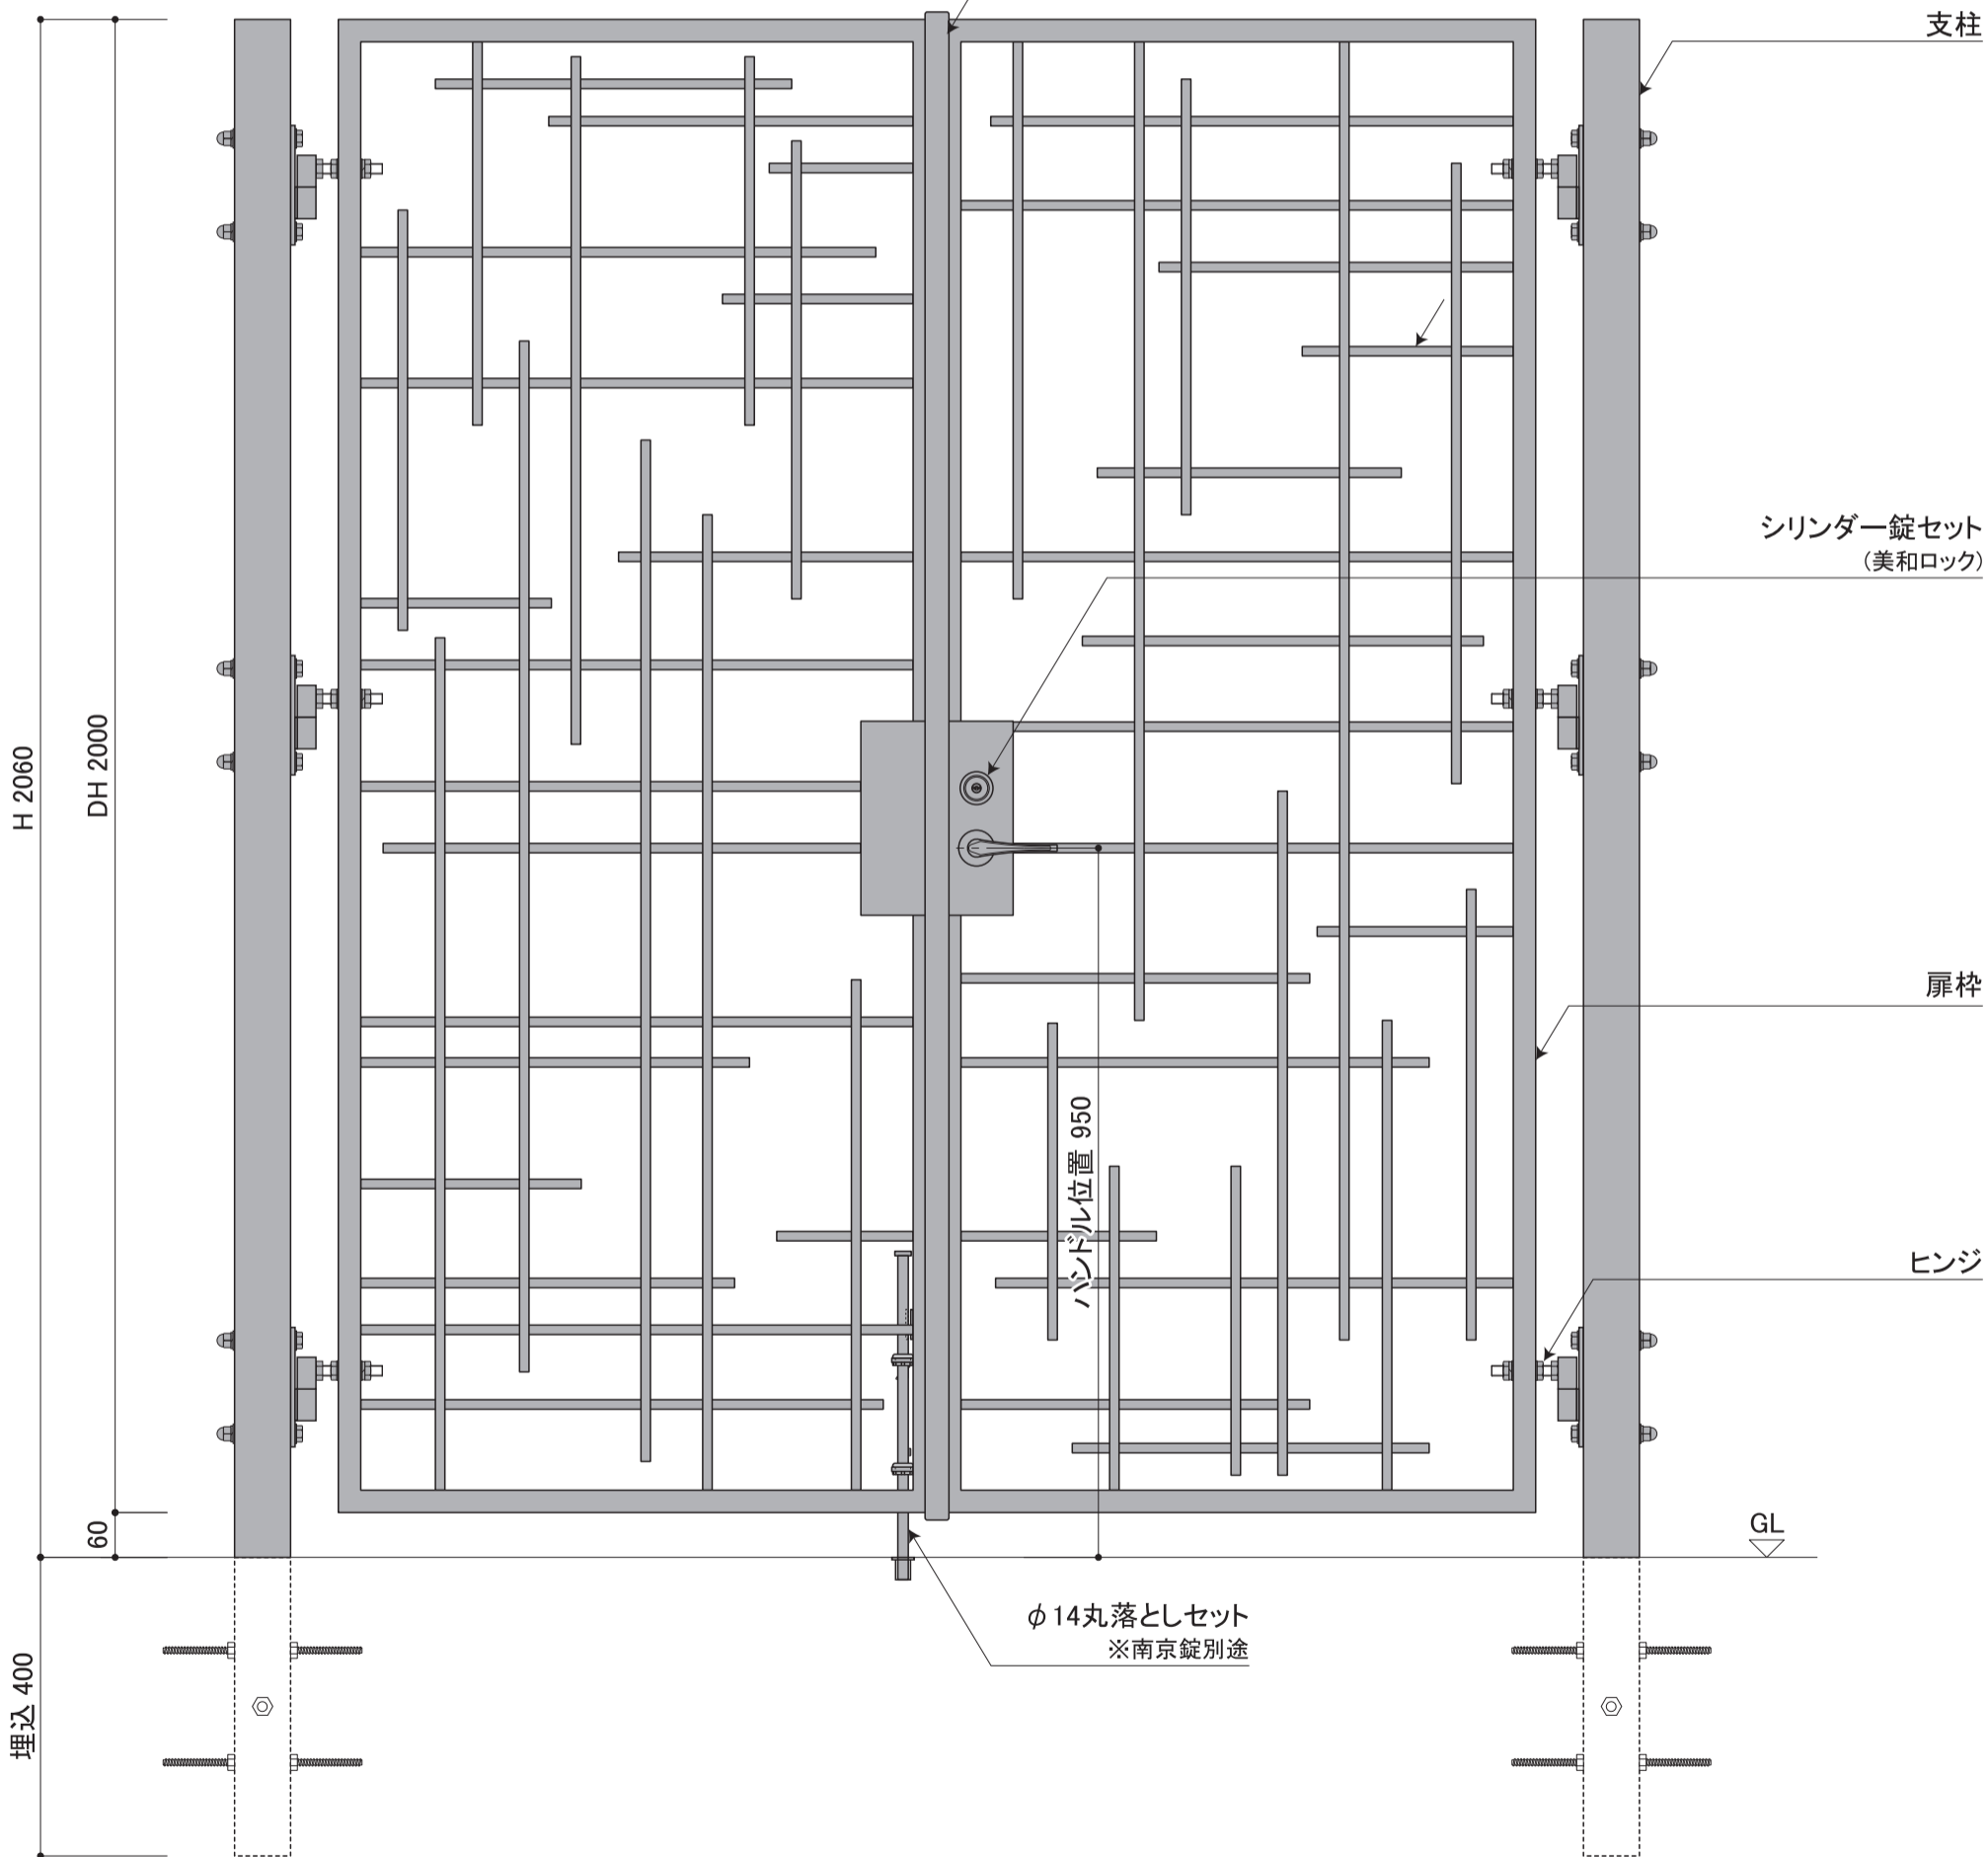 支柱
シリンダー錠セット
（美和ロック）
H 2060
DH 2000
扉枠
ハンドル位置 950
ヒンジ
60
GL
φ14丸落としセット
※南京錠別途
埋込 400